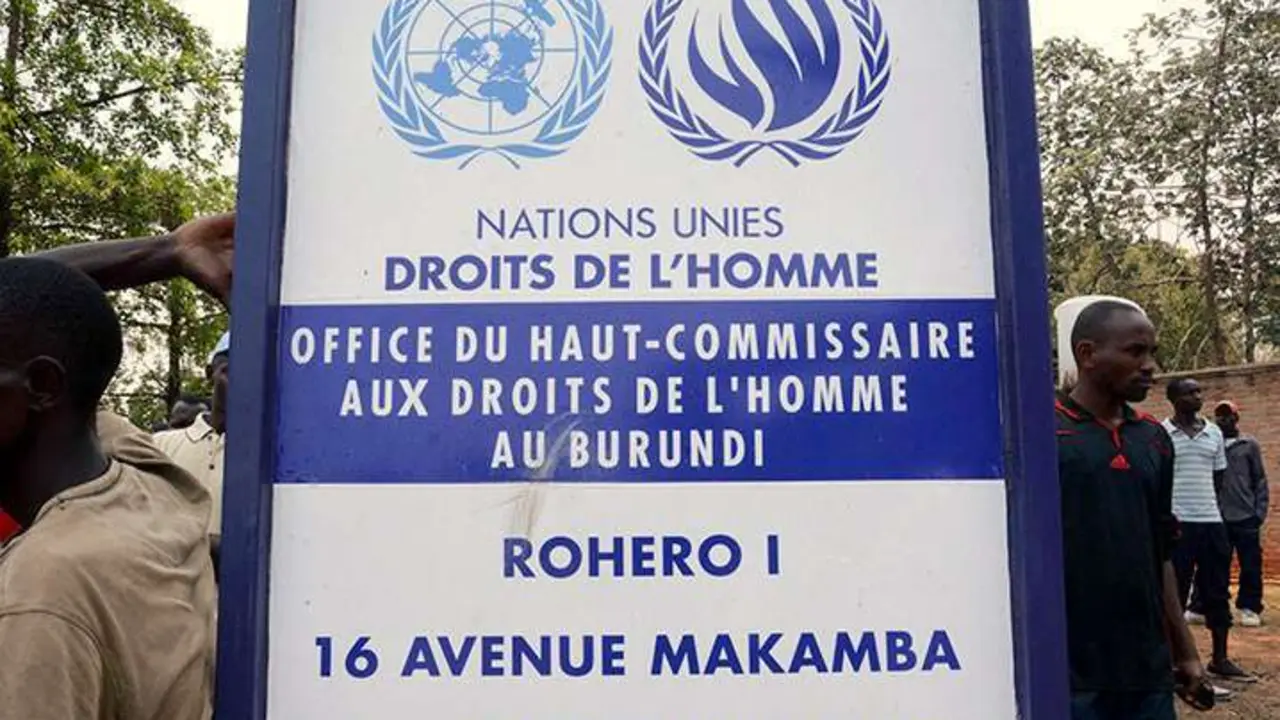 NATIONS UNIES
DROITS DE L’HOMME
OFFICE DU HAUT-COMMISSAIRE
AUX DROITS DE L'HOMME
AU BURUNDI
ROHERO I
16 AVENUE MAKAMBA